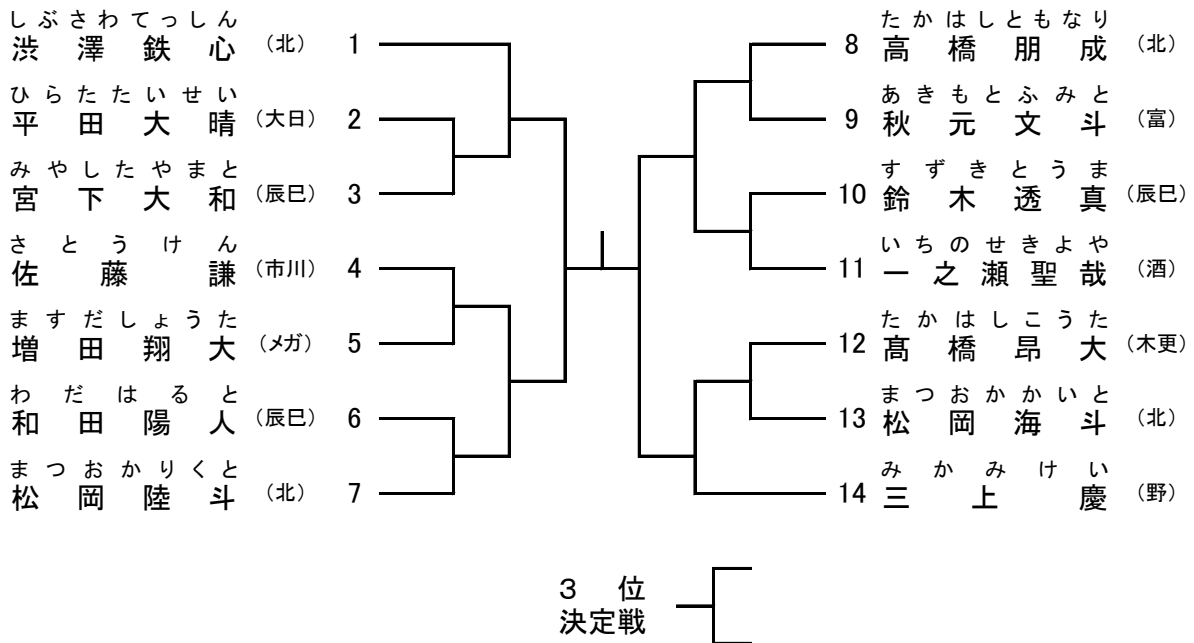 しぶさわてっしん
渋澤鉄心 （北） 1
ひらたたいせい
平田大晴 （大日） 2
みやしたやまと
宮下大和 （辰巳） 3
さとうけん
佐藤謙 （市川） 4
ますだしょうた
増田翔大 （メガ） 5
わだはると
和田陽人 （辰巳） 6
まつおかりくと
松岡陸斗 （北） 7
たかはしともなり
8 高橋朋成 （北）
あきもとふみと
9 秋元文斗 （富）
すずきとうま
10 鈴木透真 （辰巳）
いちのせきよや
11 一之瀬聖哉 （酒）
たかはしこうた
12 髙橋昂大 （木更）
まつおかかいと
13 松岡海斗 （北）
みかみけい
14 三上慶 （野）
３位
決定戦